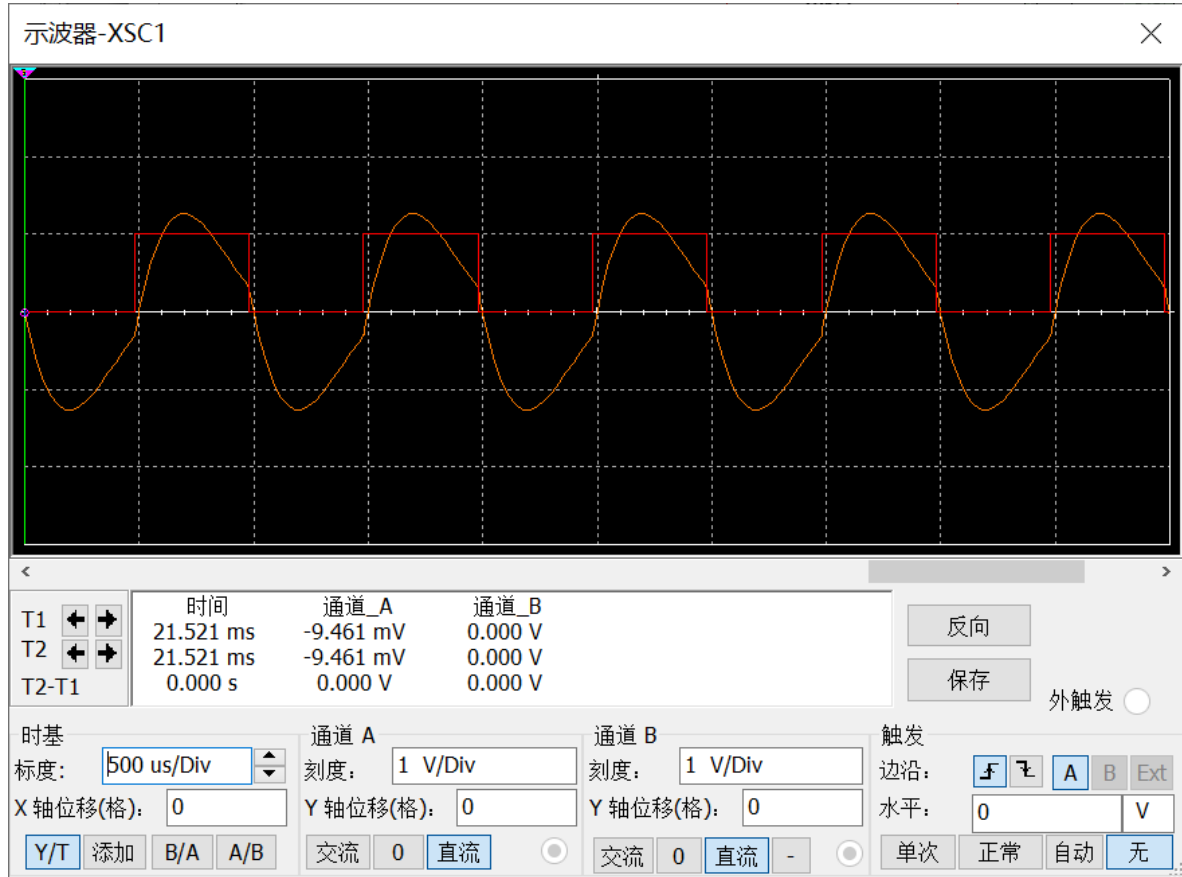 示波器-XSC1
时间 通道_A 通道_B
T1 21.521 ms -9.461 mV 0.000 V
T2 21.521 ms -9.461 mV 0.000 V
T2-T1 0.000 s 0.000 V 0.000 V
反向
保存
外触发
时基
标度: 500 us/Div
X 轴位移(格): 0
Y/T 添加 B/A A/B
通道 A
刻度: 1 V/Div
Y 轴位移(格): 0
交流 0 直流
通道 B
刻度: 1 V/Div
Y 轴位移(格): 0
交流 0 直流 -
触发
边沿: A B Ext
水平: 0 V
单次 正常 自动 无